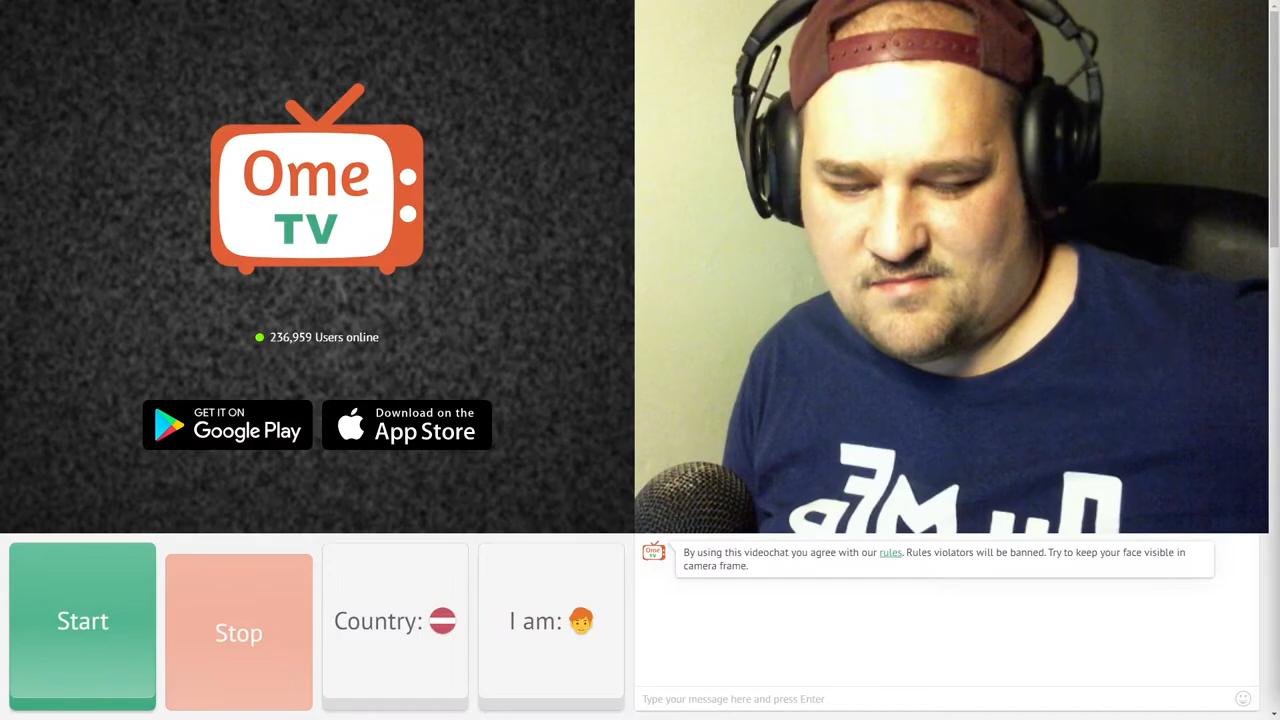 Ome
TV
236,959 Users online
GET IT ON
Google Play
Download on the
App Store
Start
Stop
Country:
I am:
Ome
TV
By using this videochat you agree with our rules. Rules violators will be banned. Try to keep your face visible in
camera frame.
Type your message here and press Enter